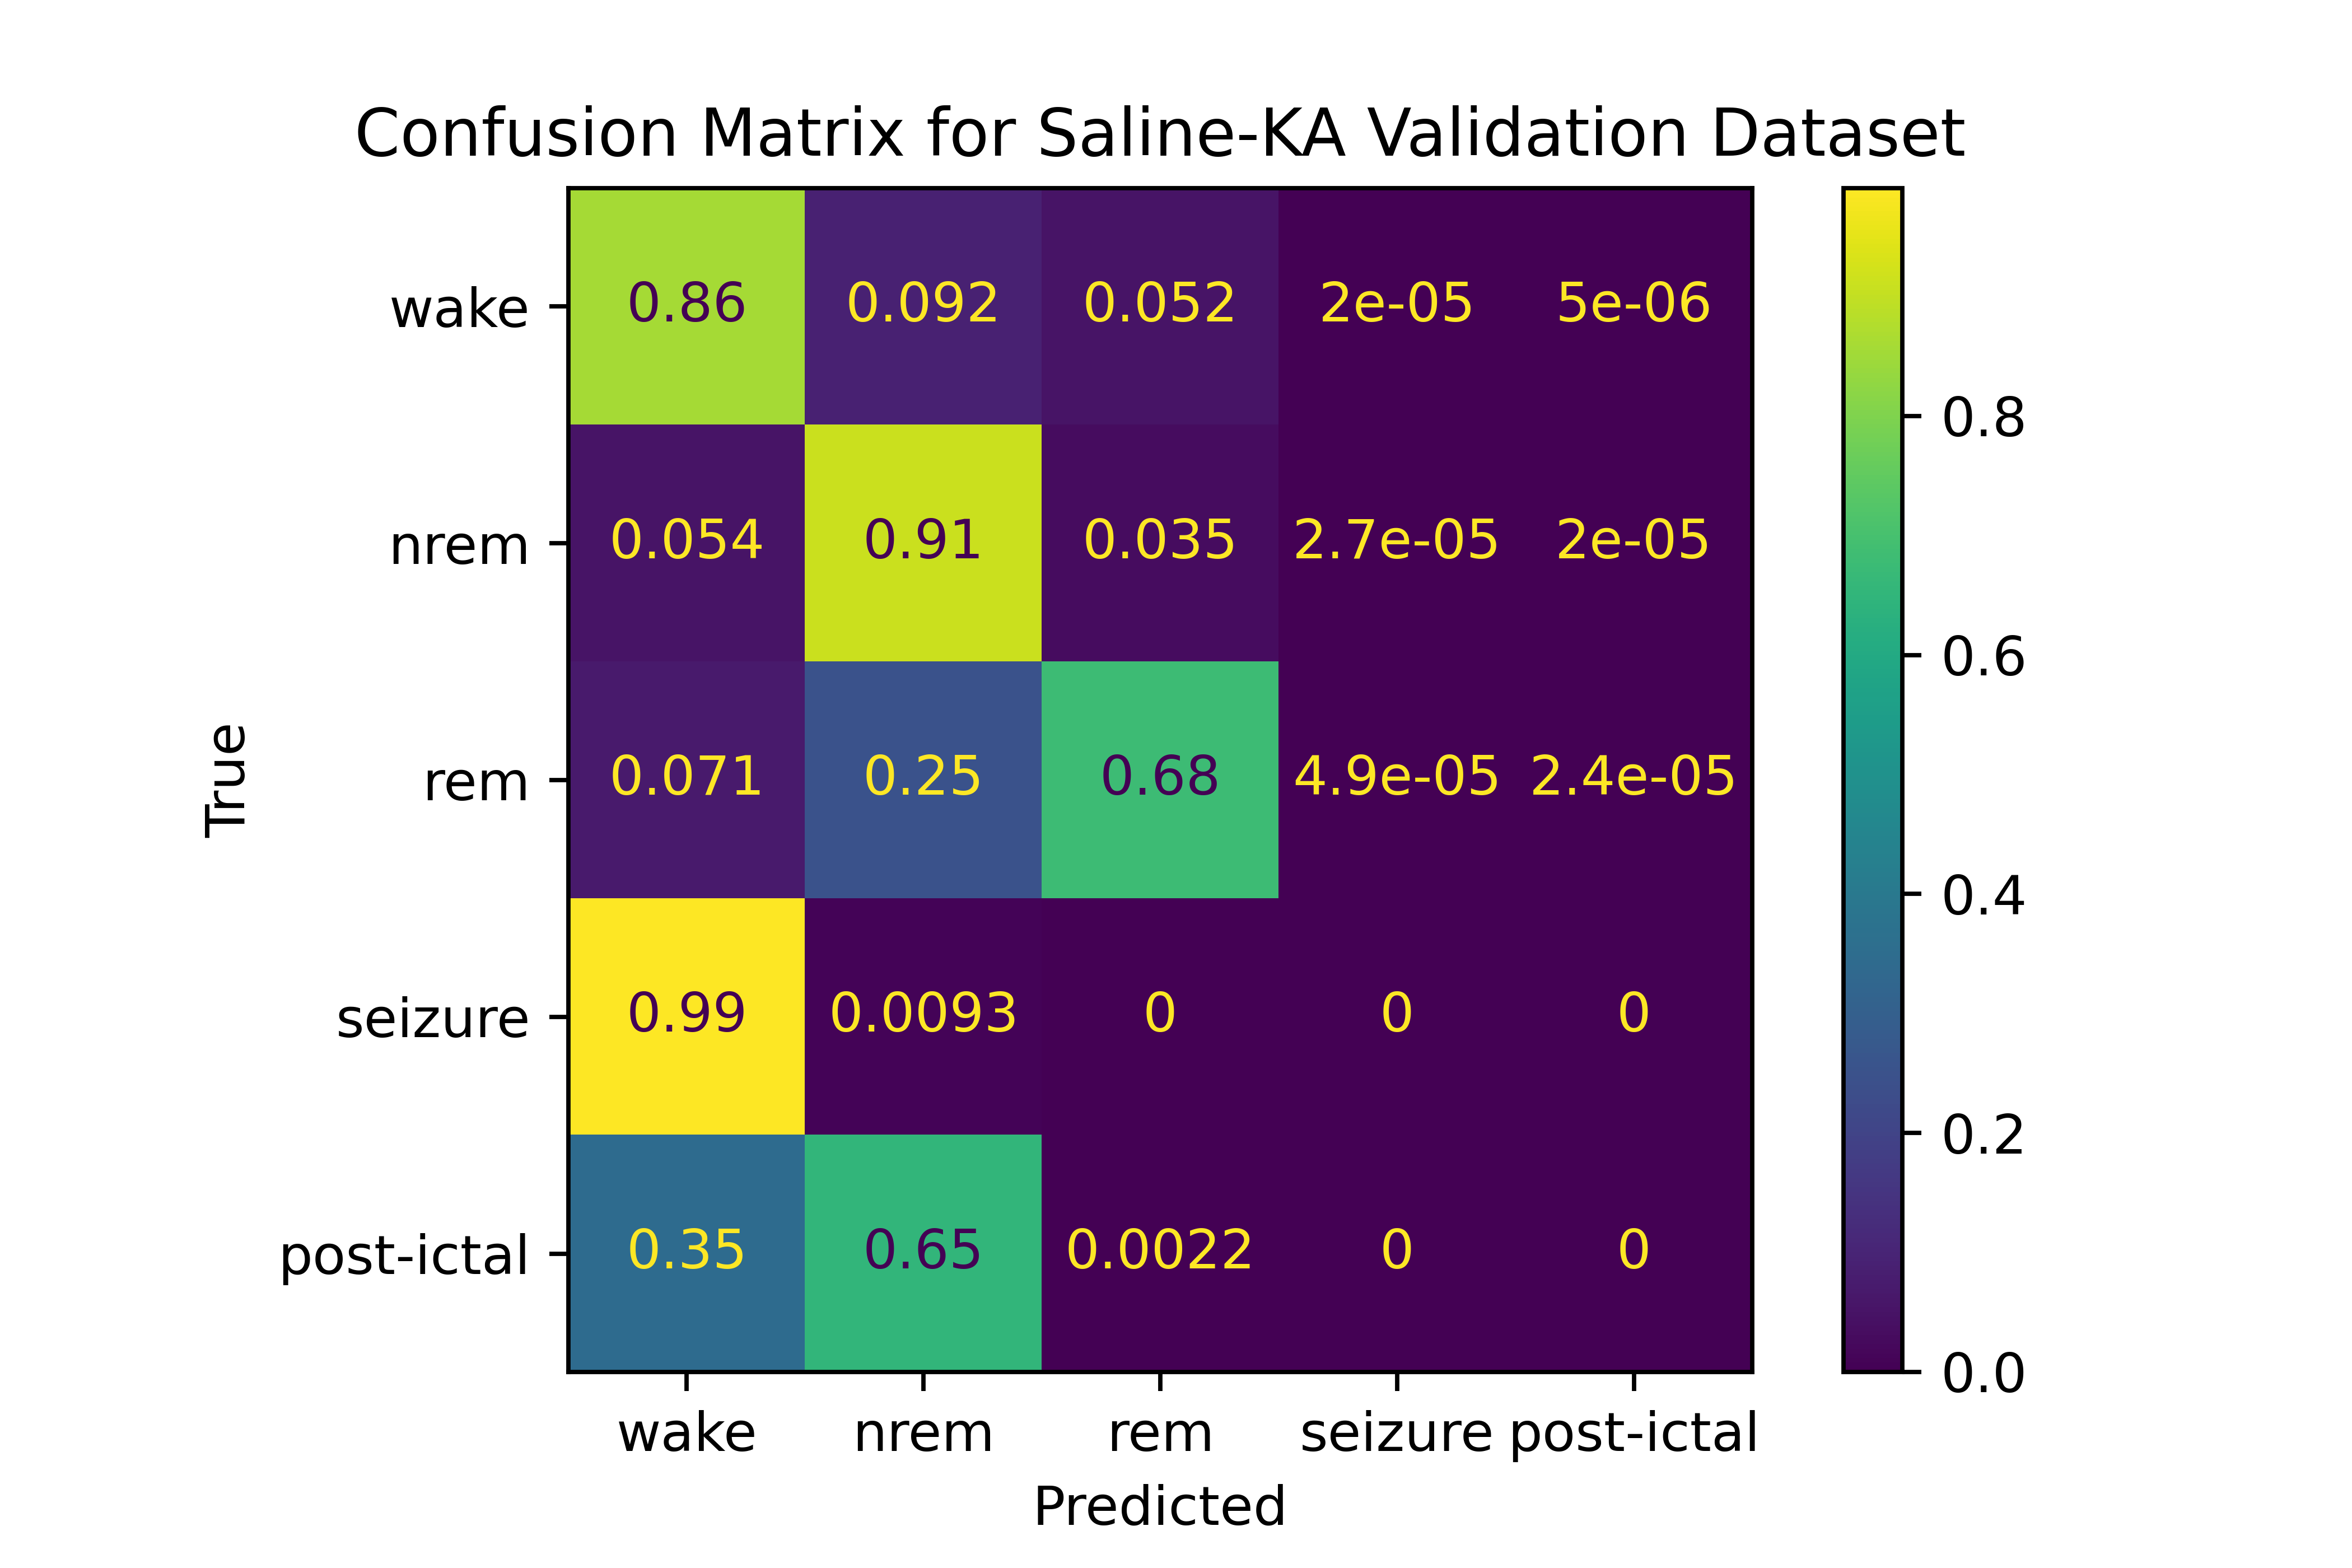 Confusion Matrix for Saline-KA Validation Dataset
wake 0.86 0.092 0.052 2e-05 5e-06
nrem 0.054 0.91 0.035 2.7e-05 2e-05
rem 0.071 0.25 0.68 4.9e-05 2.4e-05
seizure 0.99 0.0093 0 0 0
post-ictal 0.35 0.65 0.0022 0 0
True
wake nrem rem seizure post-ictal
Predicted
0.8
0.6
0.4
0.2
0.0